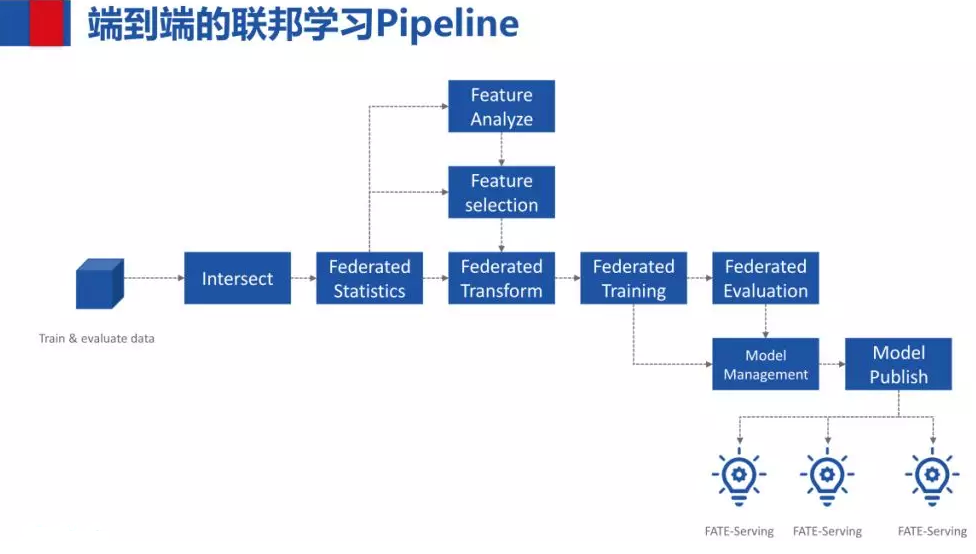 端到端的联邦学习Pipeline
Feature
Analyze
Feature
selection
Intersect
Federated
Statistics
Federated
Transform
Federated
Training
Federated
Evaluation
Train & evaluate data
Model
Management
Model
Publish
FATE-Serving
FATE-Serving
FATE-Serving